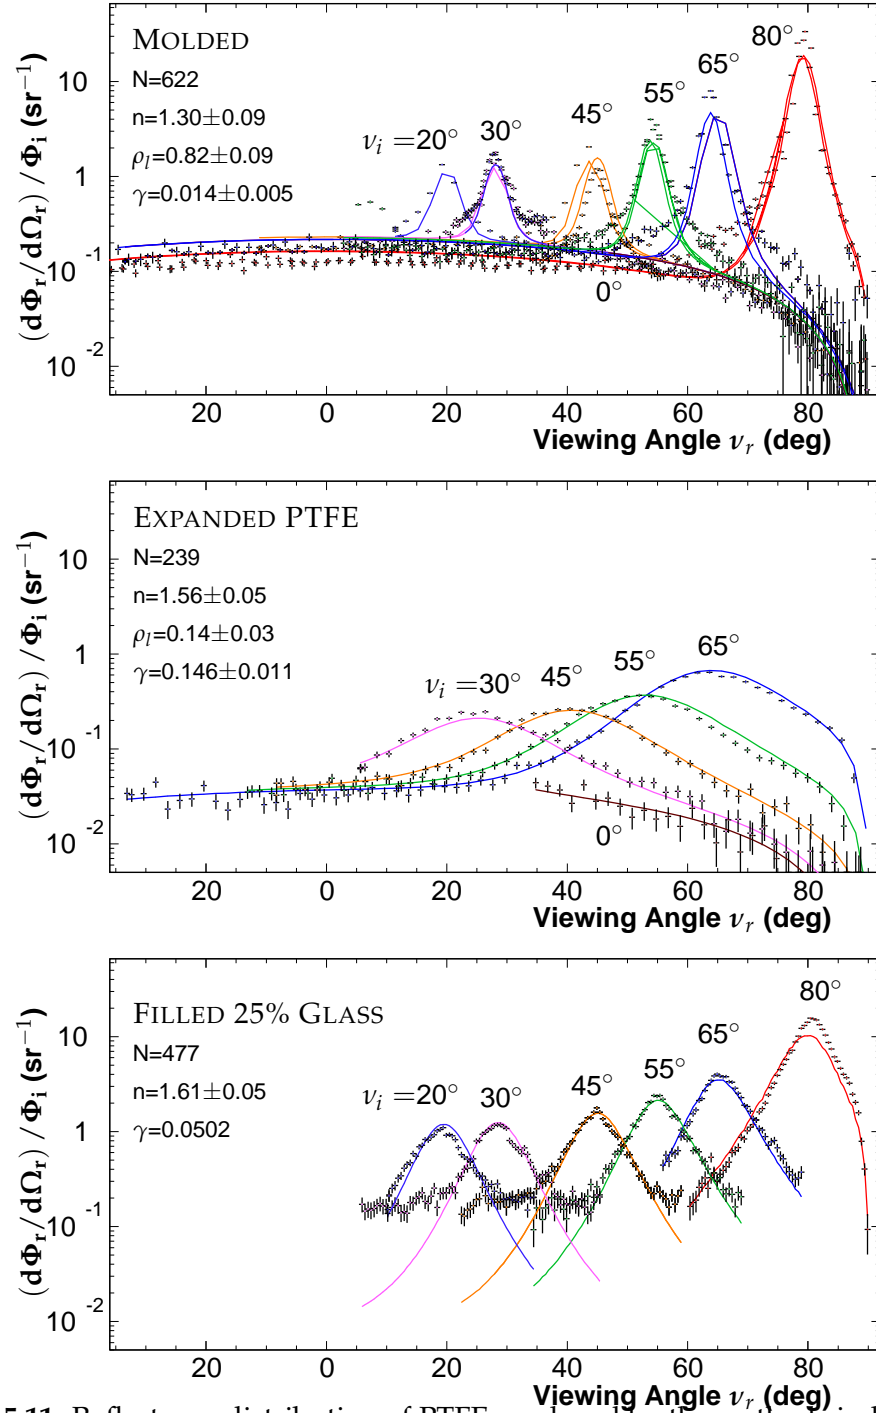 MOLDED
N=622
n=1.30±0.09
ρl=0.82±0.09
γ=0.014±0.005
νi =20° 30° 45° 55° 65° 80°
0°
10
1
10 -1
10 -2
(dΦr/dΩr) / Φi (sr−1)
20 0 20 40 60 80
Viewing Angle νr (deg)
EXPANDED PTFE
N=239
n=1.56±0.05
ρl=0.14±0.03
γ=0.146±0.011
νi =30° 45° 55° 65°
0°
10
1
10 -1
10 -2
(dΦr/dΩr) / Φi (sr−1)
20 0 20 40 60 80
Viewing Angle νr (deg)
FILLED 25% GLASS
N=477
n=1.61±0.05
γ=0.0502
νi =20° 30° 45° 55° 65° 80°
10
1
10 -1
10 -2
(dΦr/dΩr) / Φi (sr−1)
20 0 20 40 60 80
Viewing Angle νr (deg)